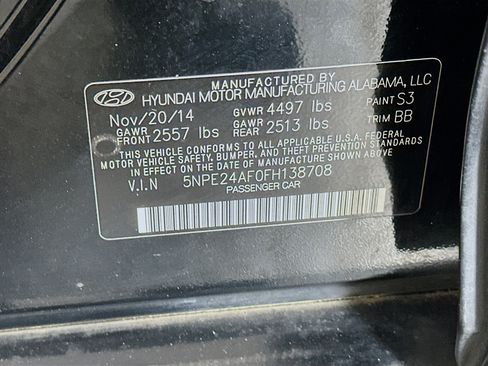 MANUFACTURED BY
HYUNDAI MOTOR MANUFACTURING ALABAMA, LLC
Nov/20/14 GVWR 4497 lbs PAINT S3
GAWR FRONT 2557 lbs GAWR REAR 2513 lbs TRIM BB
THIS VEHICLE CONFORMS TO ALL APPLICABLE U.S.A. FEDERAL
MOTOR VEHICLE SAFETY, BUMPER, AND THEFT PREVENTION STANDARDS
IN EFFECT ON THE DATE OF MANUFACTURE SHOWN ABOVE.
V.I.N 5NPE24AF0FH138708
PASSENGER CAR